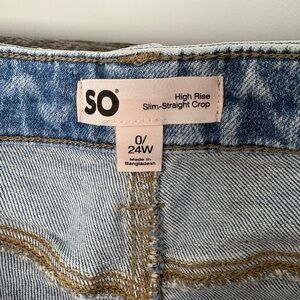 SO®
High Rise
Slim-Straight Crop
0/
24W
Made in
Bangladesh